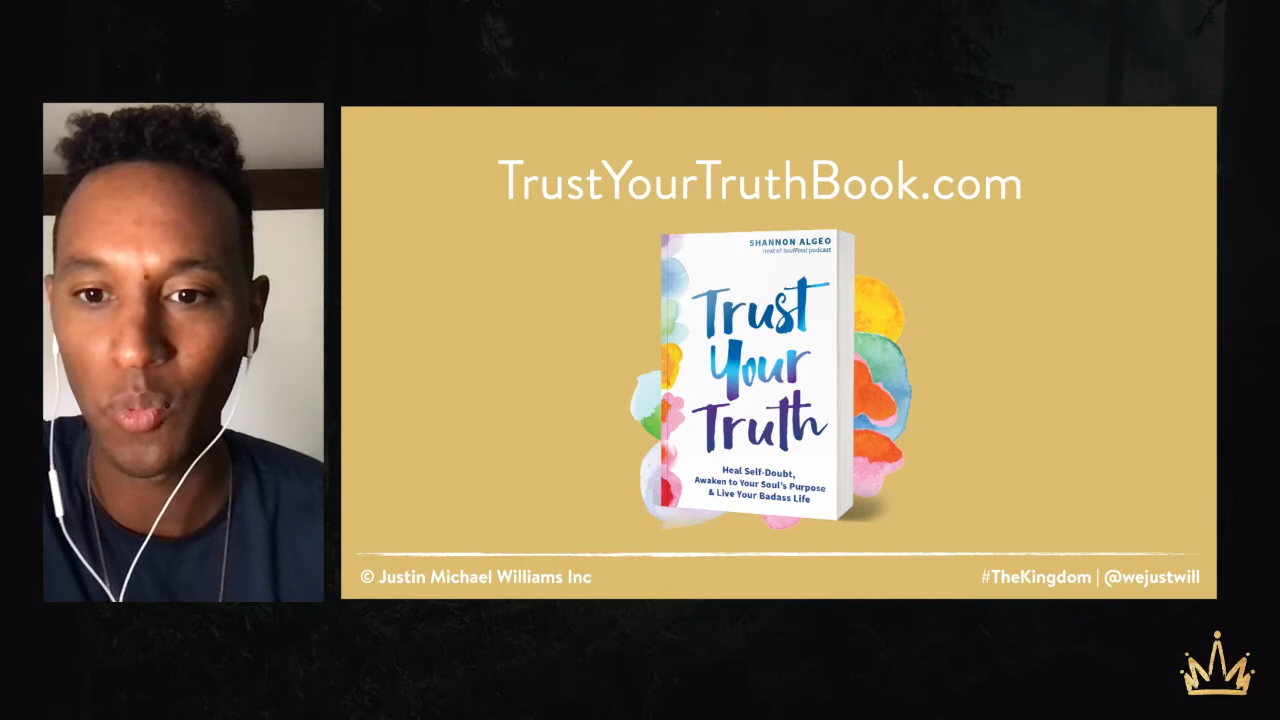 TrustYourTruthBook.com
SHANNON ALGEO
Host of SoulFeed podcast
Trust
Your
Truth
Heal Self-Doubt,
Awaken to Your Soul's Purpose
& Live Your Badass Life
© Justin Michael Williams Inc
#TheKingdom | @wejustwill